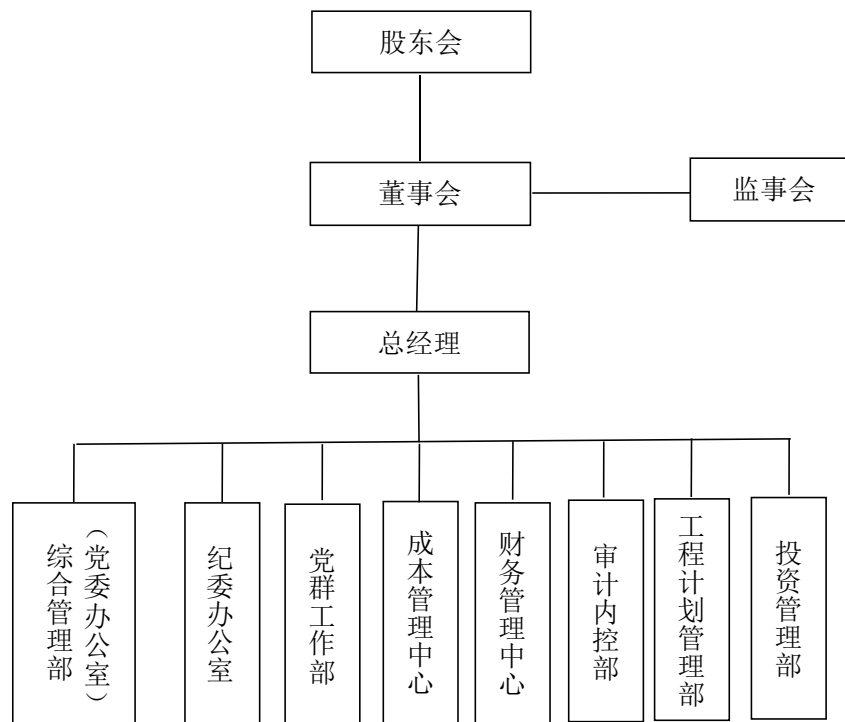 股东会
董事会
监事会
总经理
综合管理部
（党委办公室）
纪委办公室
党群工作部
成本管理中心
财务管理中心
审计内控部
工程计划管理部
投资管理部